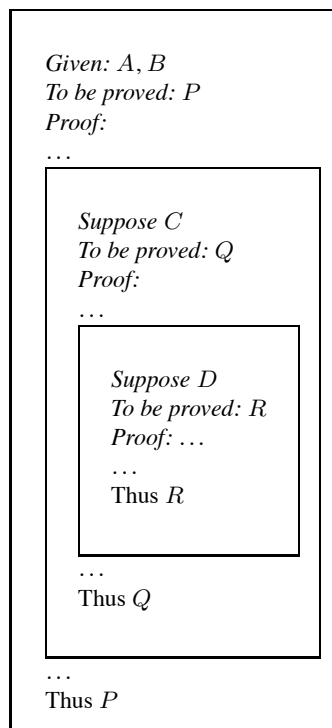 Given: A, B
To be proved: P
Proof:
...
Suppose C
To be proved: Q
Proof:
...
Suppose D
To be proved: R
Proof: ...
...
Thus R
...
Thus Q
...
Thus P